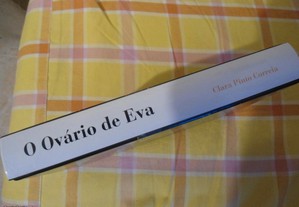 O Ovário de Eva
Clara Pinto Correia